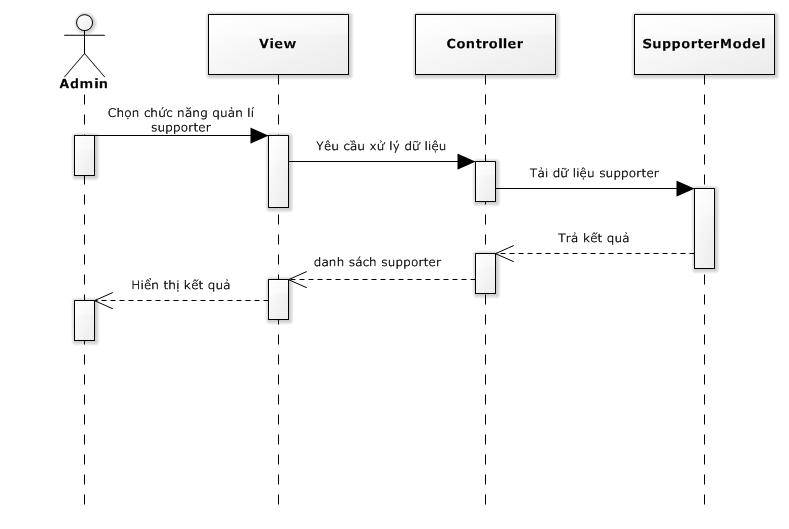 View
Controller
SupporterModel
Admin
Chọn chức năng quản lí
supporter
Yêu cầu xử lý dữ liệu
Tải dữ liệu supporter
Trả kết quả
danh sách supporter
Hiển thị kết quả